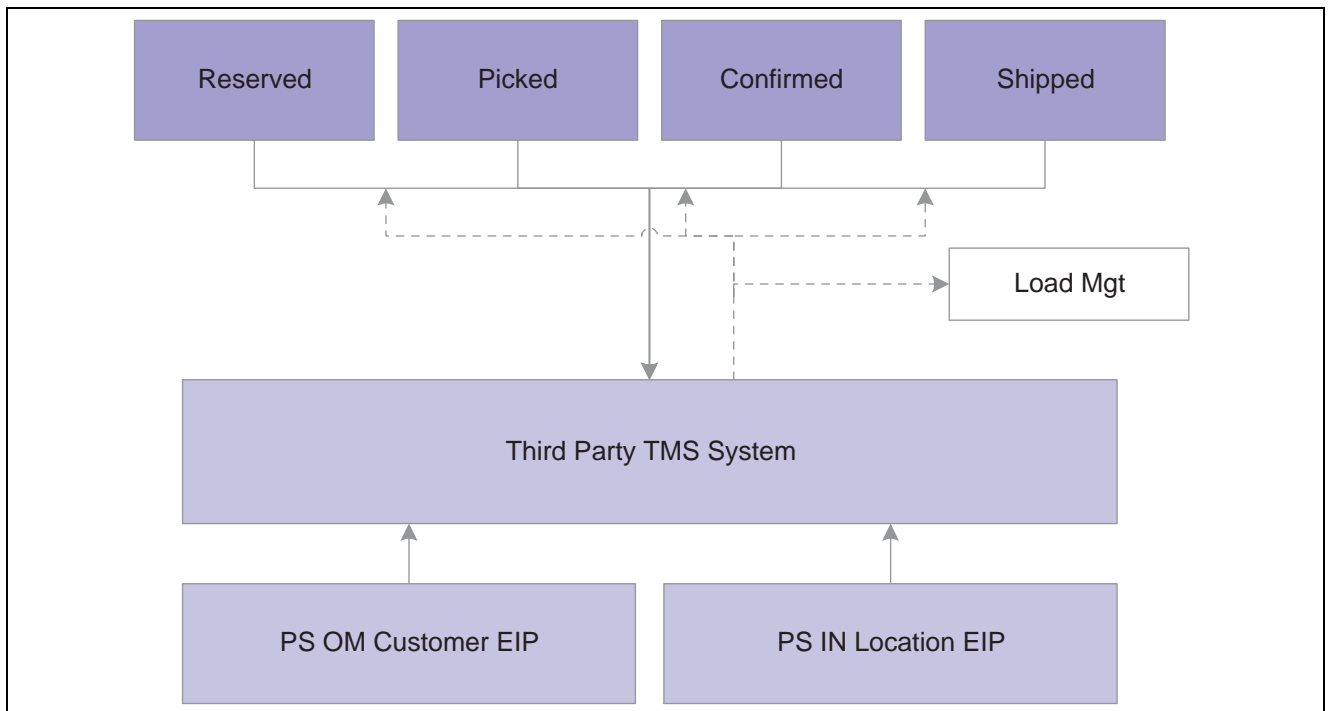 Reserved
Picked
Confirmed
Shipped
Load Mgt
Third Party TMS System
PS OM Customer EIP
PS IN Location EIP